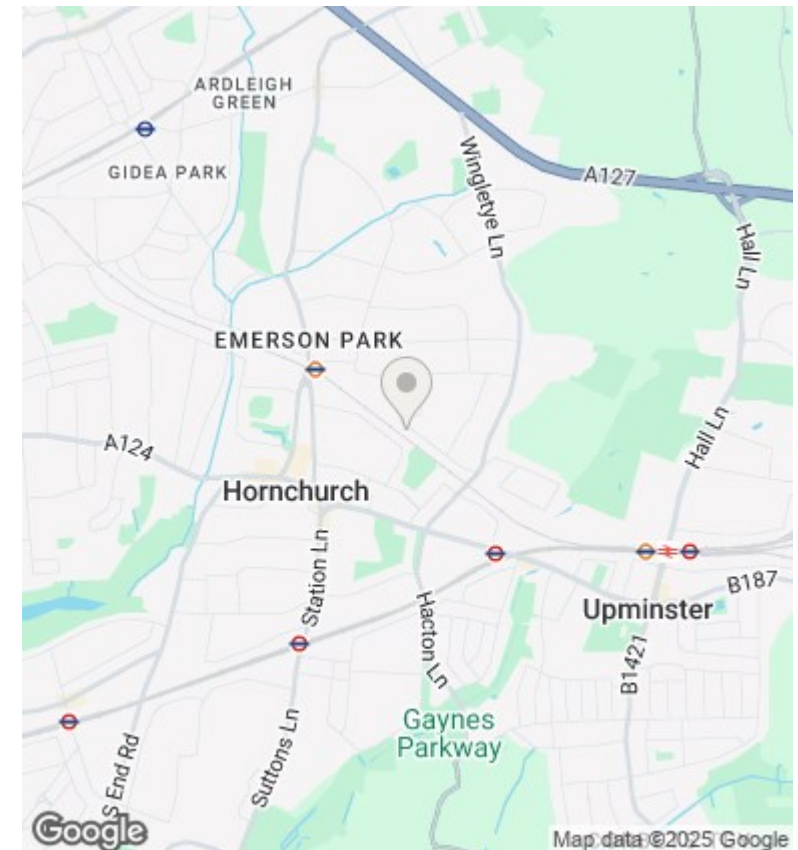 ARDLEIGH
GREEN
GIDEA PARK
Wingletye Ln
A127
Hall Ln
EMERSON PARK
A124
Hall Ln
Hornchurch
Station Ln
Hacton Ln
B187
Upminster
B1421
Gaynes
Parkway
Suttons Ln
S End Rd
Google
Map data ©2025 Google